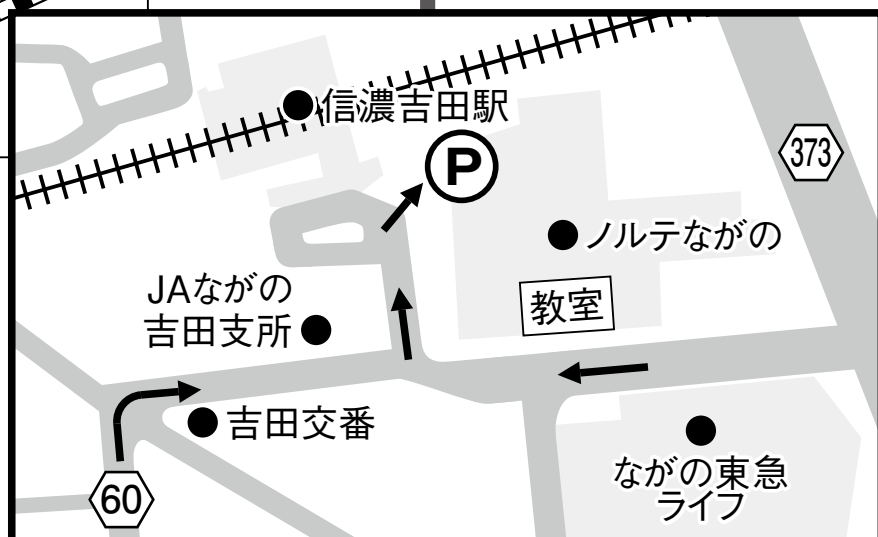 信濃吉田駅
P
373
ノルテながの
JAながの
吉田支所
教室
吉田交番
ながの東急
ライフ
60